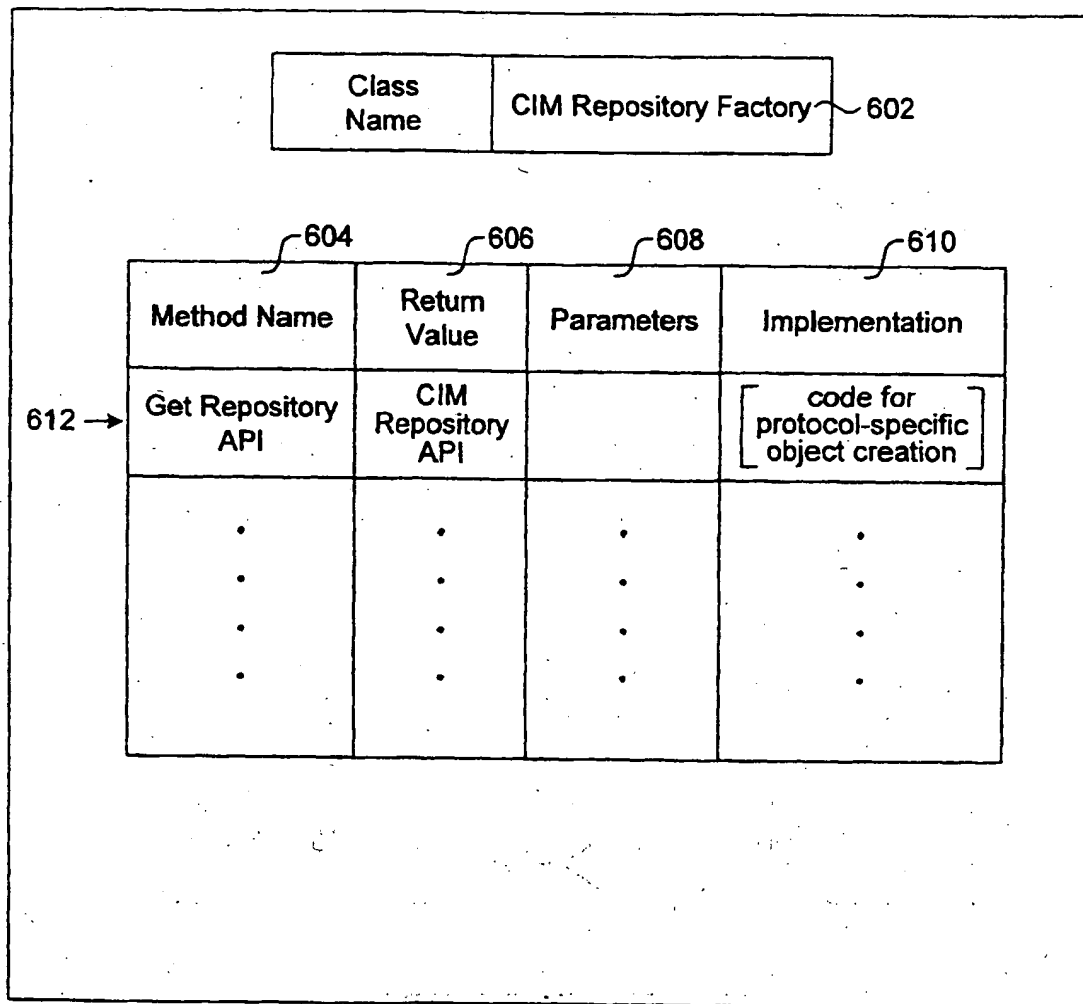 Class
Name
CIM Repository Factory
602
604
606
608
610
Method Name
Return
Value
Parameters
Implementation
612
Get Repository
API
CIM
Repository
API
code for
protocol-specific
object creation